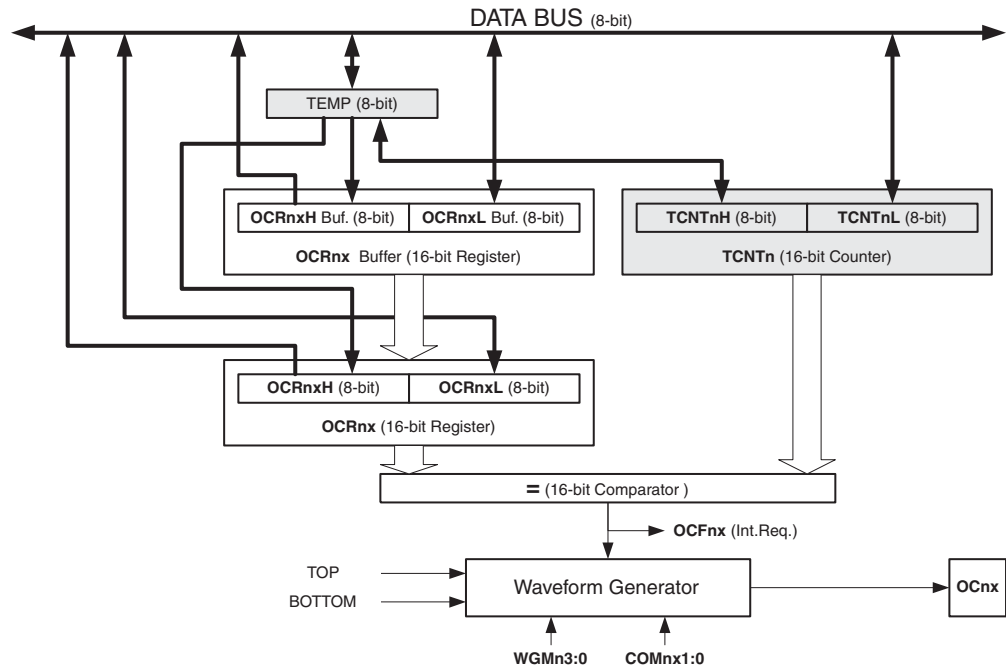 DATA BUS (8-bit)
TEMP (8-bit)
OCRnxH Buf. (8-bit) OCRnxL Buf. (8-bit)
OCRnx Buffer (16-bit Register)
TCNTnH (8-bit) TCNTnL (8-bit)
TCNTn (16-bit Counter)
OCRnxH (8-bit) OCRnxL (8-bit)
OCRnx (16-bit Register)
= (16-bit Comparator )
OCFnx (Int.Req.)
TOP
BOTTOM
Waveform Generator
OCnx
WGMn3:0 COMnx1:0